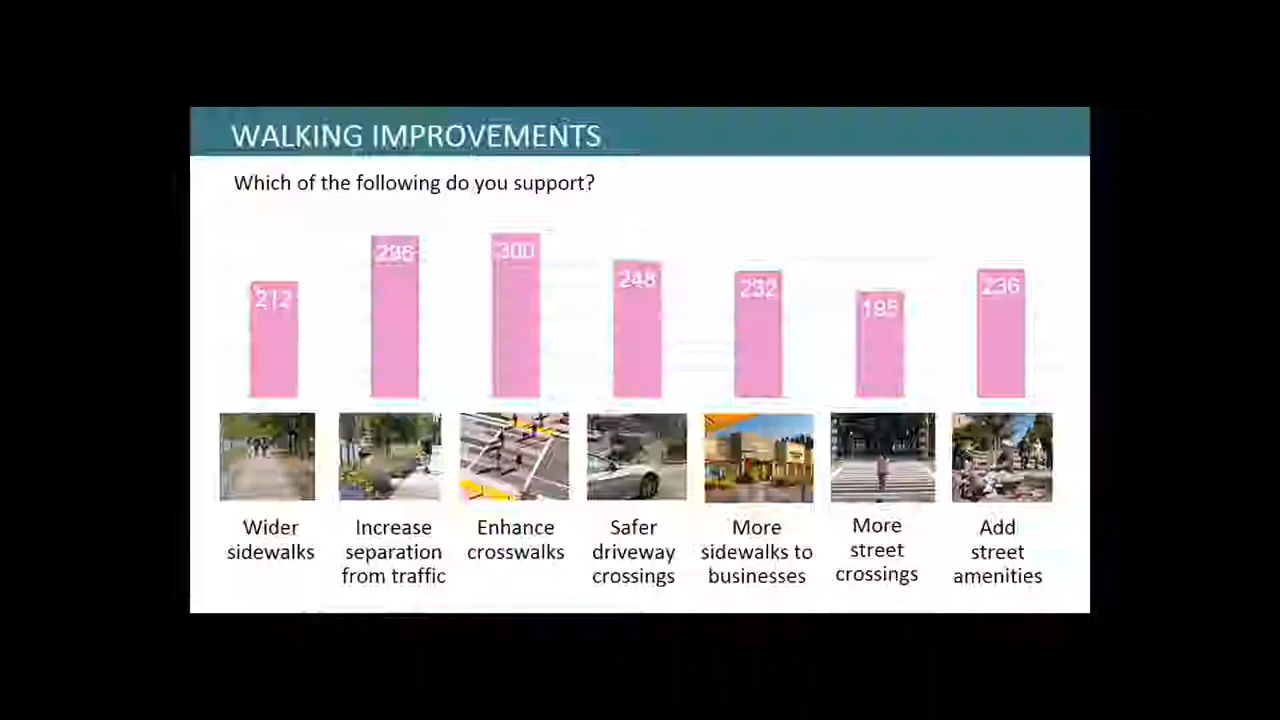 WALKING IMPROVEMENTS
Which of the following do you support?
212
296
300
248
232
195
236
Wider
sidewalks
Increase
separation
from traffic
Enhance
crosswalks
Safer
driveway
crossings
More
sidewalks to
businesses
More
street
crossings
Add
street
amenities